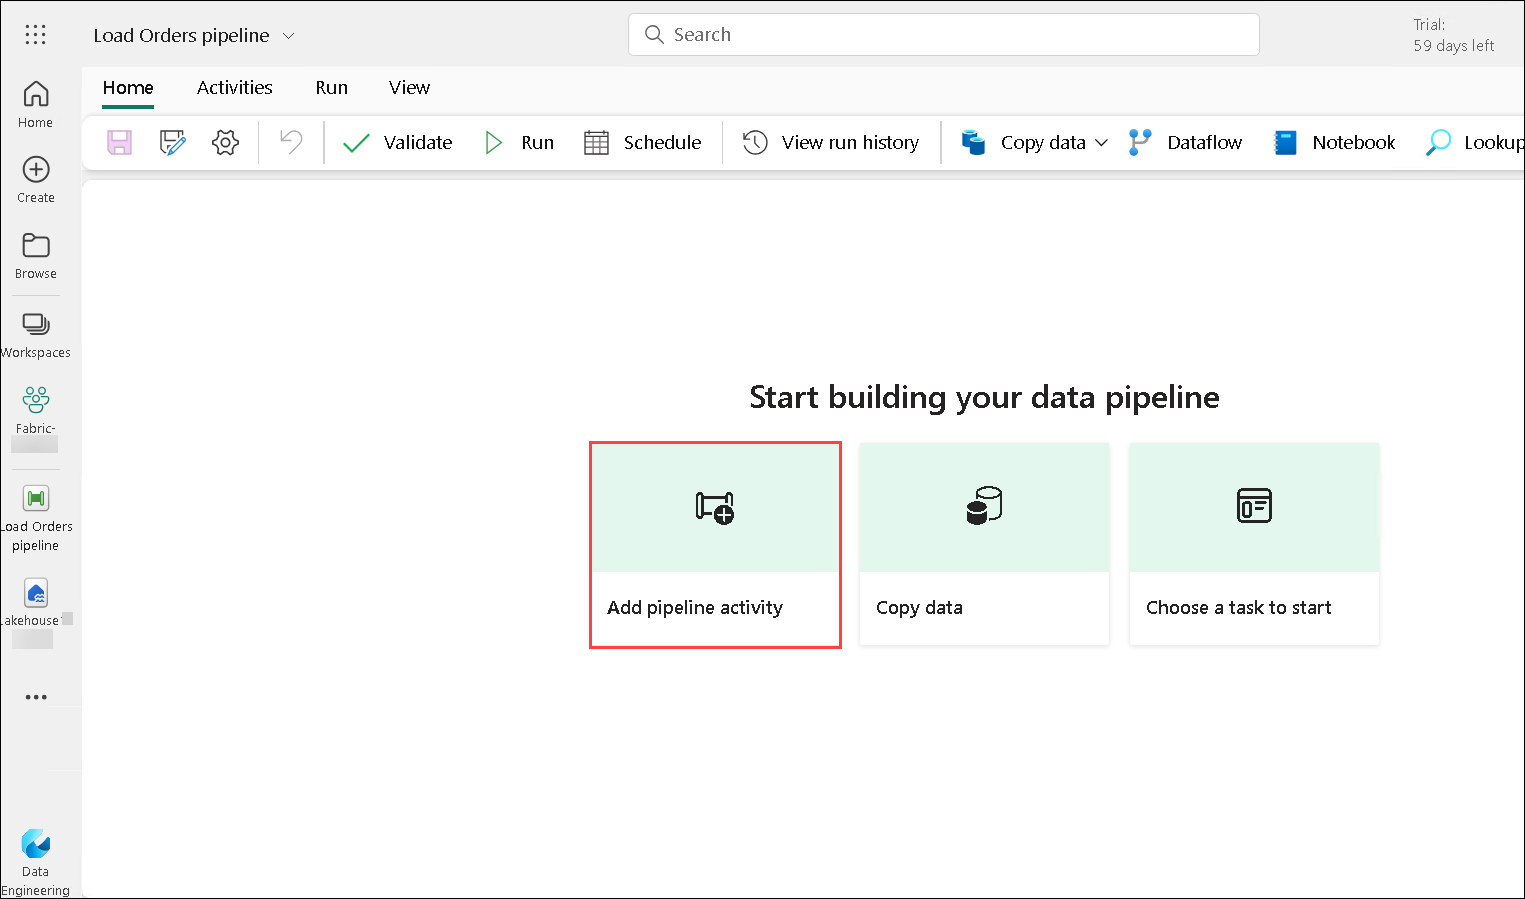 Load Orders pipeline
Search
Trial:
59 days left
Home
Activities
Run
View
Validate
Run
Schedule
View run history
Copy data
Dataflow
Notebook
Lookup
Home
Create
Browse
Workspaces
Fabric-
Load Orders
pipeline
Lakehouse
Data
Engineering
Start building your data pipeline
Add pipeline activity
Copy data
Choose a task to start